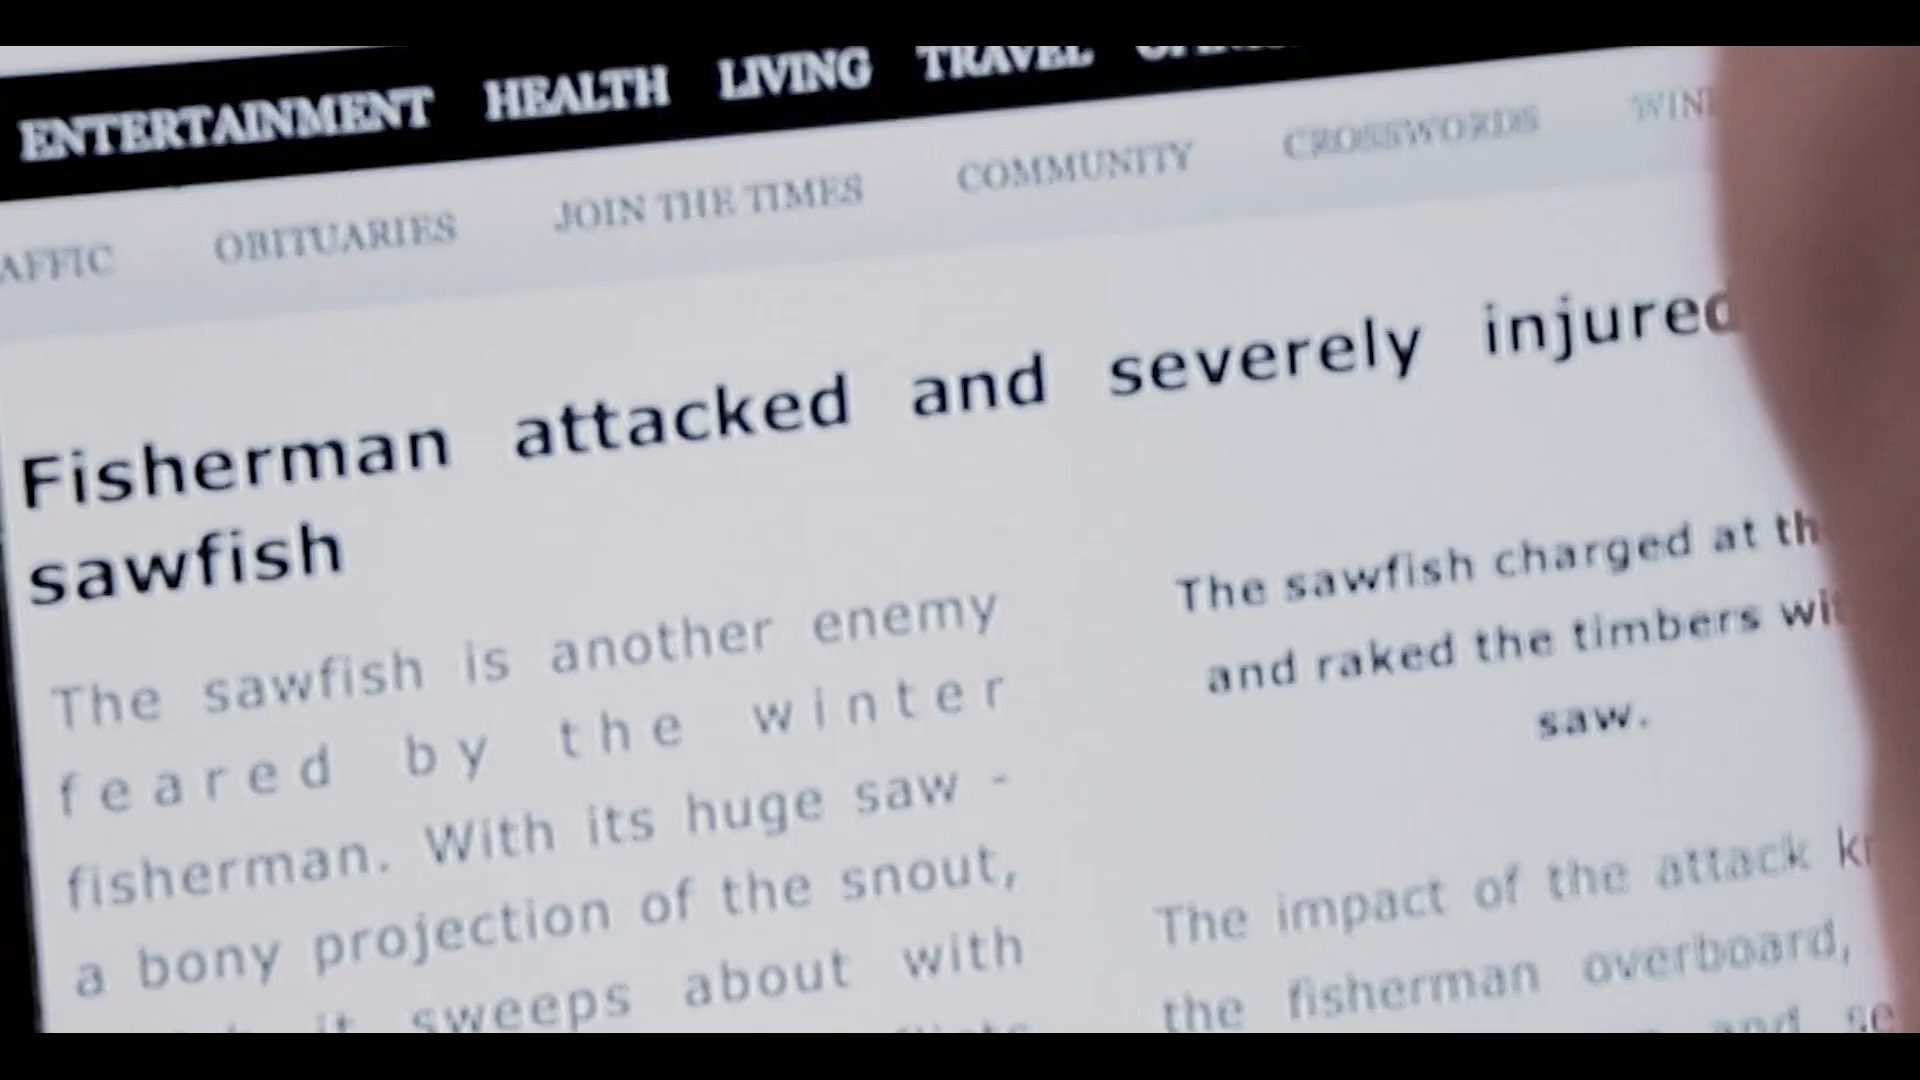 ENTERTAINMENT HEALTH LIVING TRAVEL
OBITUARIES JOIN THE TIMES COMMUNITY CROSSWORDS
Fisherman attacked and severely injured
sawfish
The sawfish is another enemy
feared by the winter
fisherman. With its huge saw -
a bony projection of the snout,
it sweeps about with
The sawfish charged at
and raked the timbers
saw.
The impact of the attack
the fisherman overboard,
and